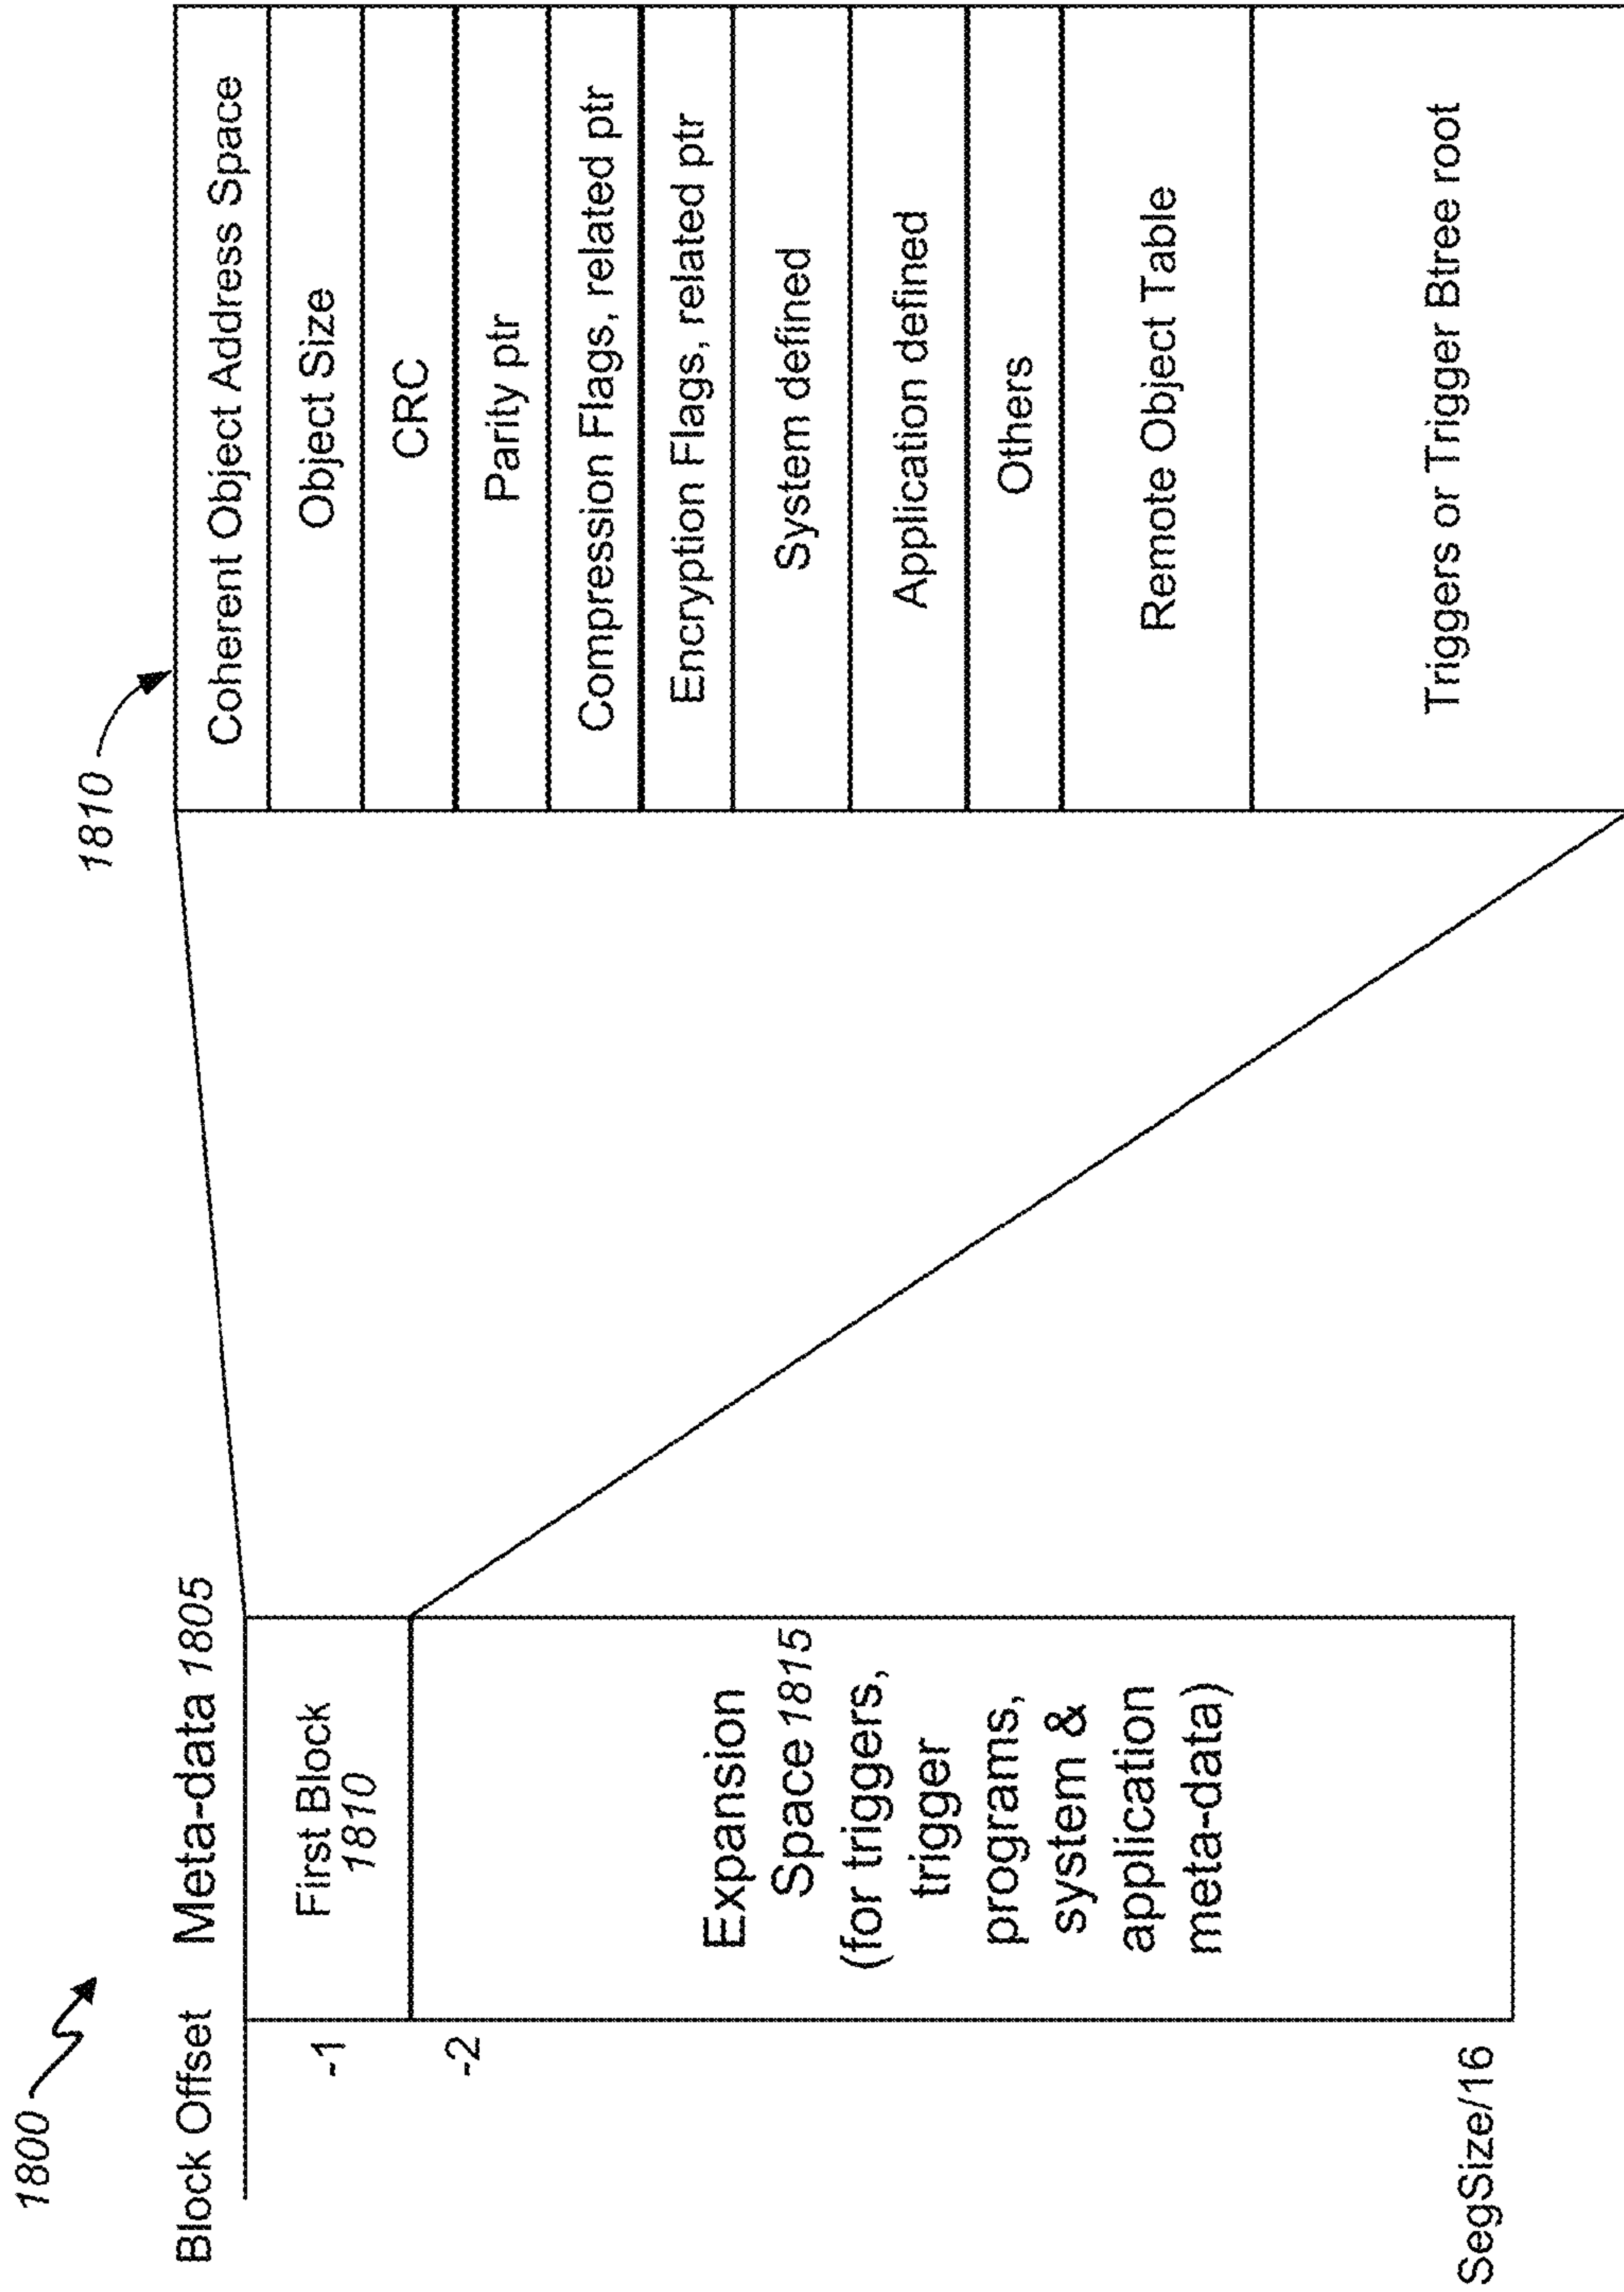 1800
Block Offset
Meta-data 1805
-1
First Block
1810
-2
Expansion
Space 1815
(for triggers,
trigger
programs,
system &
application
meta-data)
SegSize/16
1810
Coherent Object Address Space
Object Size
CRC
Parity ptr
Compression Flags, related ptr
Encryption Flags, related ptr
System defined
Application defined
Others
Remote Object Table
Triggers or Trigger Btree root